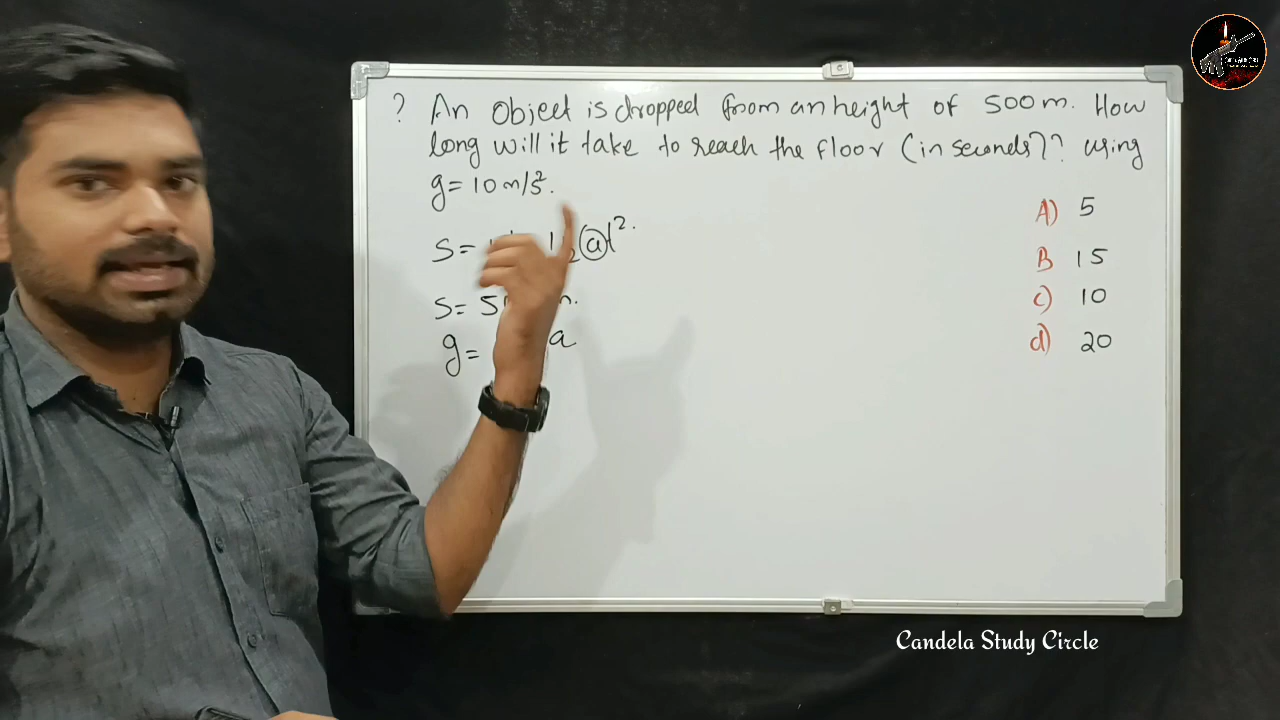 ? An Object is dropped from an height of 500m. How
long will it take to reach the floor (in seconds)? using
g = 10 m/s².
A) 5
S = at².
B 15
S = m.
C) 10
g = a
d) 20
Candela Study Circle